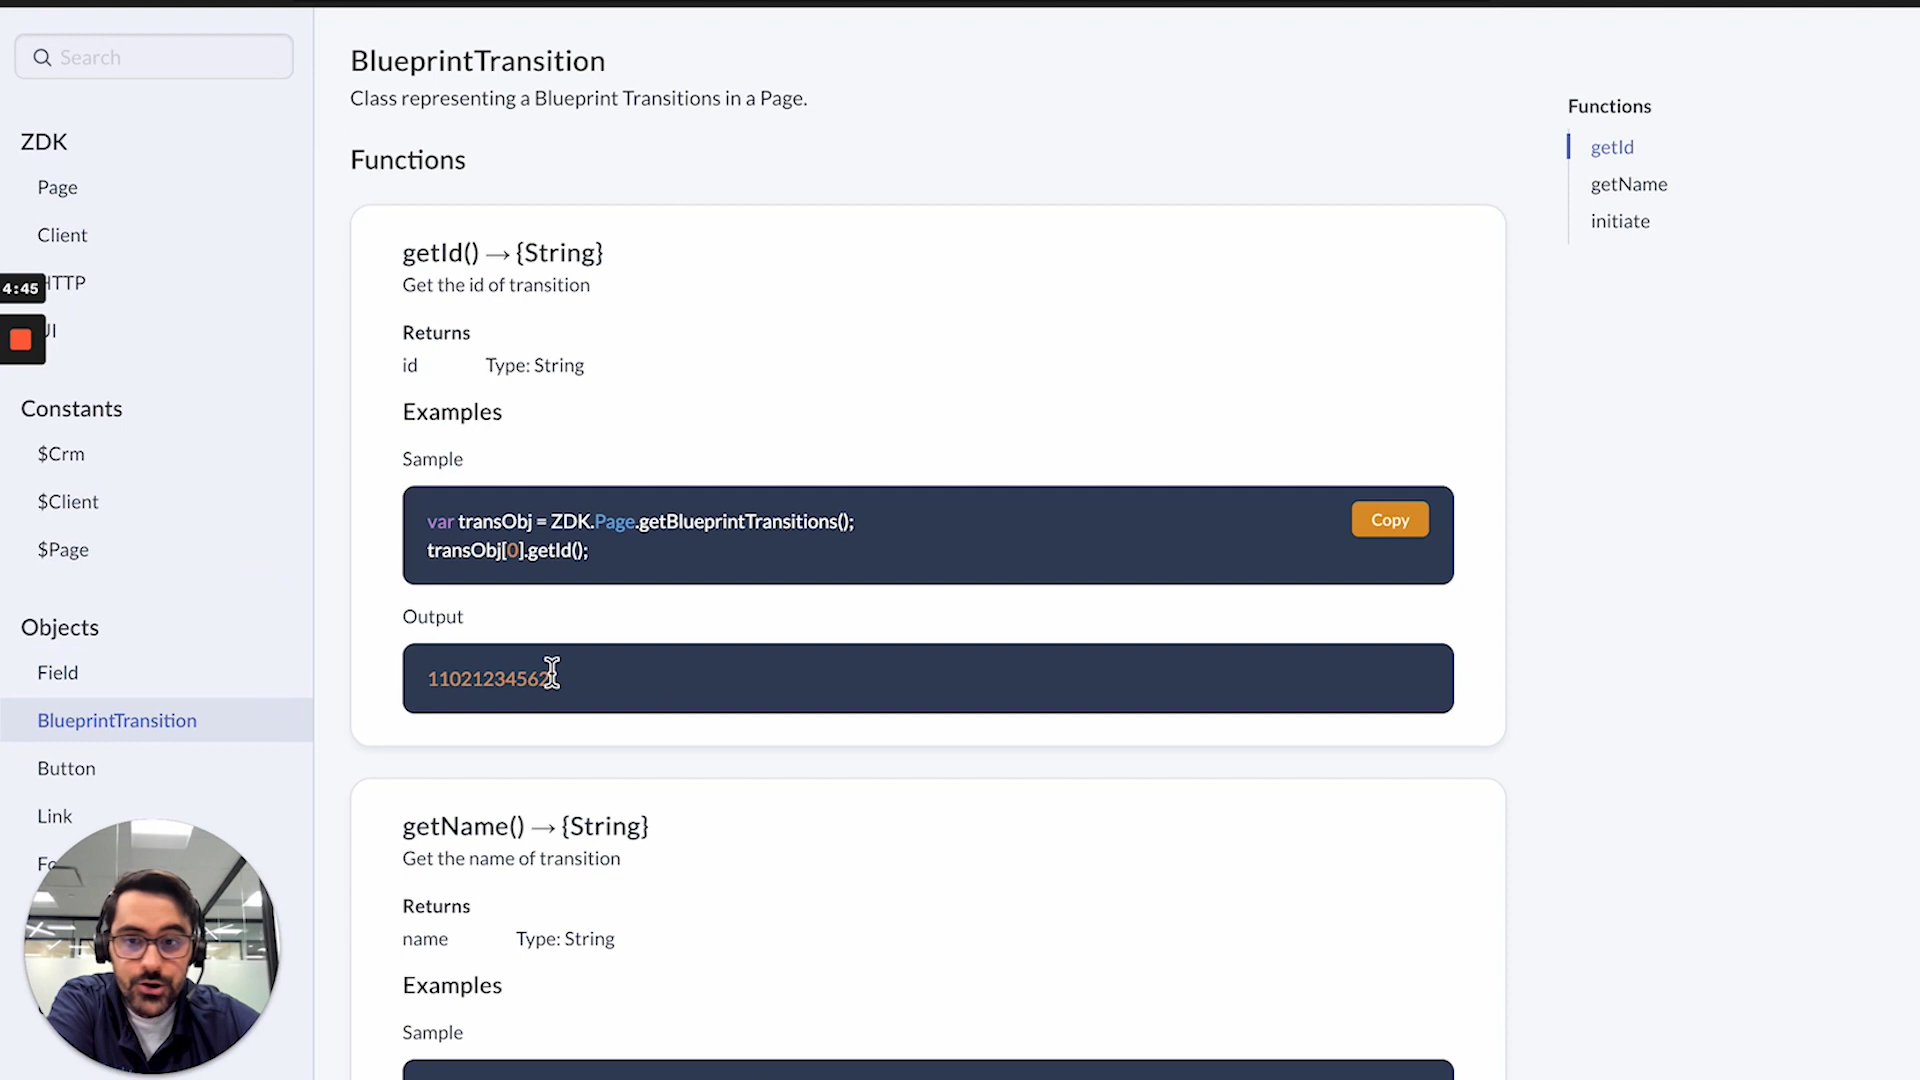 Search
ZDK
Page
Client
HTTP
UI
4:45
Constants
$Crm
$Client
$Page
Objects
Field
BlueprintTransition
Button
Link
BlueprintTransition
Class representing a Blueprint Transitions in a Page.
Functions
getId() → {String}
Get the id of transition
Returns
id Type: String
Examples
Sample
var transObj = ZDK.Page.getBlueprintTransitions();
transObj[0].getId();
Copy
Output
11021234562
getName() → {String}
Get the name of transition
Returns
name Type: String
Examples
Sample
Functions
getId
getName
initiate